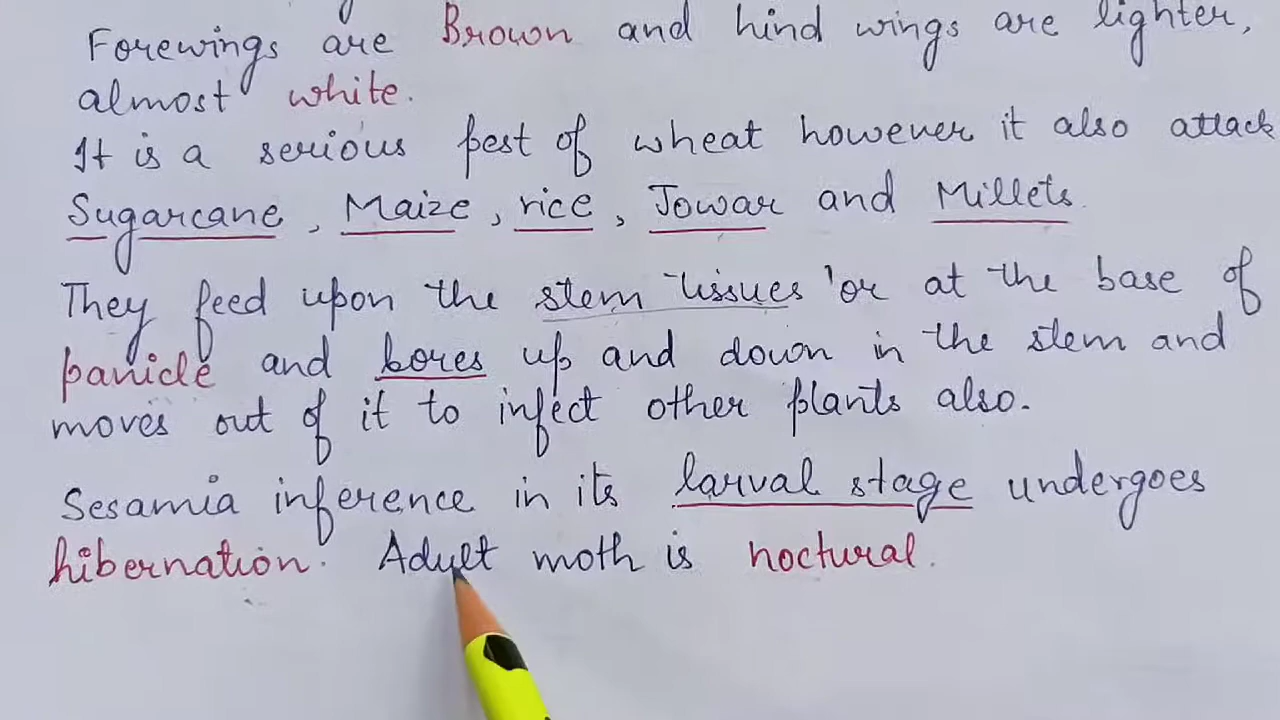 Forewings are Brown and hind wings are lighter,
almost white.
It is a serious pest of wheat however it also attack
Sugarcane, Maize, rice, Jowar and Millets.
They feed upon the stem tissues or at the base of
panicle and bores up and down in the stem and
moves out of it to infect other plants also.
Sesamia inference in its larval stage undergoes
hibernation. Adult moth is noctural.